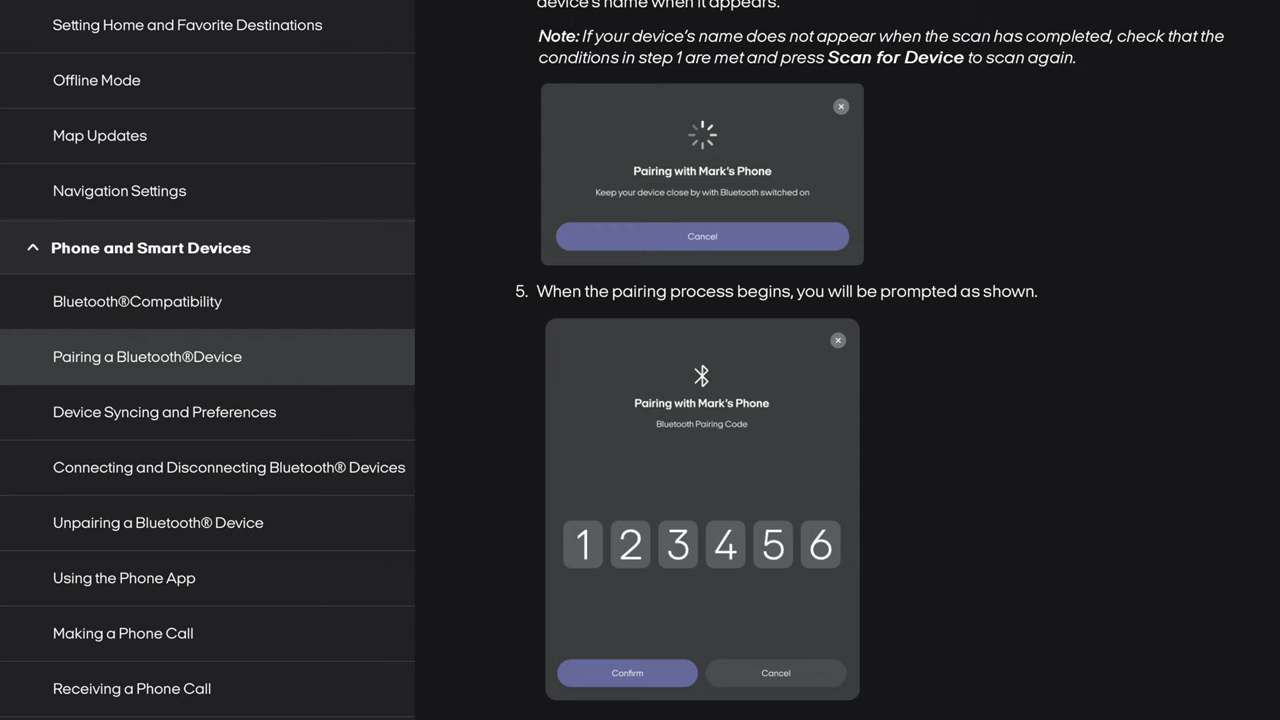 Setting Home and Favorite Destinations
Offline Mode
Map Updates
Navigation Settings
Phone and Smart Devices
Bluetooth®Compatibility
Pairing a Bluetooth®Device
Device Syncing and Preferences
Connecting and Disconnecting Bluetooth® Devices
Unpairing a Bluetooth® Device
Using the Phone App
Making a Phone Call
Receiving a Phone Call
device's name when it appears.
Note: If your device's name does not appear when the scan has completed, check that the
conditions in step 1 are met and press Scan for Device to scan again.
Pairing with Mark's Phone
Keep your device close by with Bluetooth switched on
Cancel
5. When the pairing process begins, you will be prompted as shown.
Pairing with Mark's Phone
Bluetooth Pairing Code
1 2 3 4 5 6
Confirm Cancel